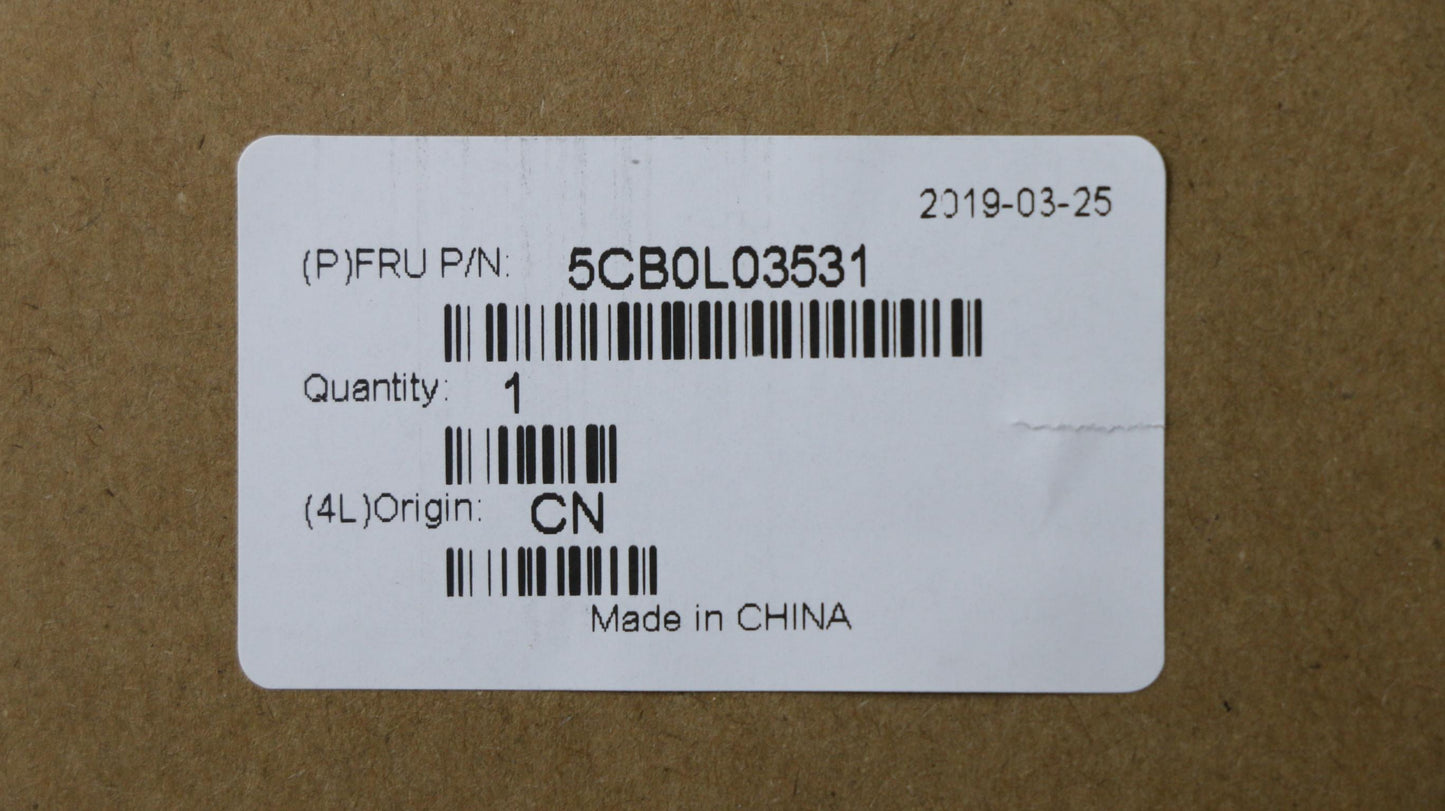 2019-03-25
(P)FRU P/N: 5CB0L03531
Quantity: 1
(4L)Origin: CN
Made in CHINA